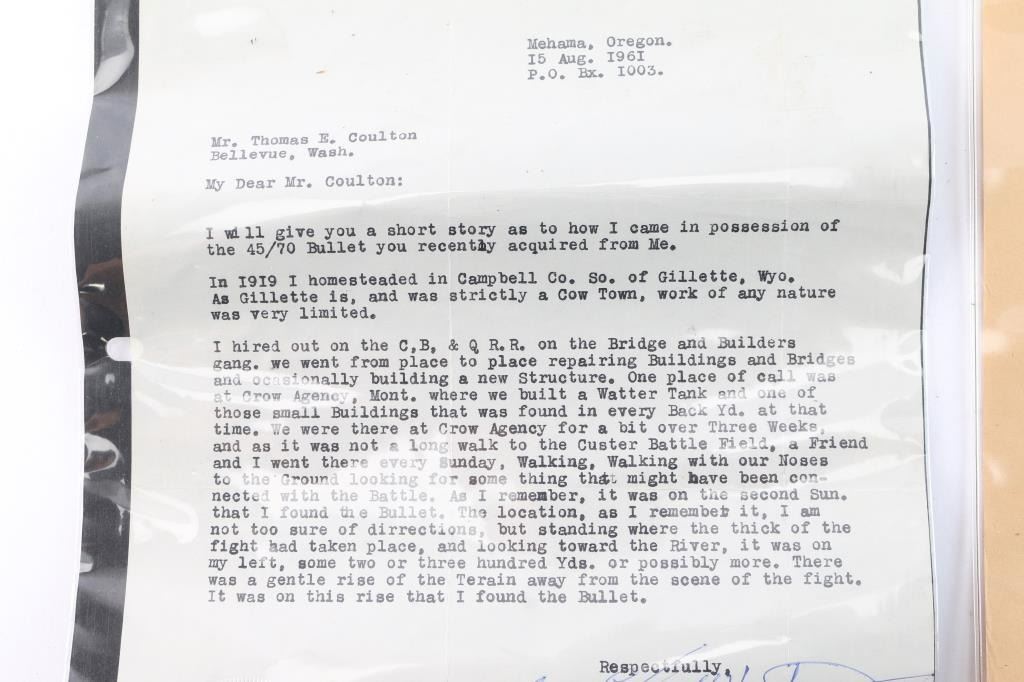 Mehama, Oregon.
15 Aug. I96I
P.O. Bx. I003.
Mr. Thomas E. Coulton
Bellevue, Wash.
My Dear Mr. Coulton:
I will give you a short story as to how I came in possession of
the 45/70 Bullet you recently acquired from Me.
In I9I9 I homesteaded in Campbell Co. So. of Gillette, Wyo.
As Gillette is, and was strictly a Cow Town, work of any nature
was very limited.
I hired out on the C,B, & Q R.R. on the Bridge and Builders
gang. we went from place to place repairing Buildings and Bridges
and ocasionally building a new Structure. One place of call was
at Crow Agency, Mont. where we built a Watter Tank and one of
those small Buildings that was found in every Back Yd. at that
time. We were there at Crow Agency for a bit over Three Weeks,
and as it was not a long walk to the Custer Battle Field, a Friend
and I went there every Sunday, Walking, Walking with our Noses
to the Ground looking for some thing that might have been con-
nected with the Battle. As I remember, it was on the second Sun.
that I found the Bullet. The location, as I remember it, I am
not too sure of dirrections, but standing where the thick of the
fight had taken place, and looking toward the River, it was on
my left, some two or three hundred Yds. or possibly more. There
was a gentle rise of the Terain away from the scene of the fight.
It was on this rise that I found the Bullet.
Respectfully,